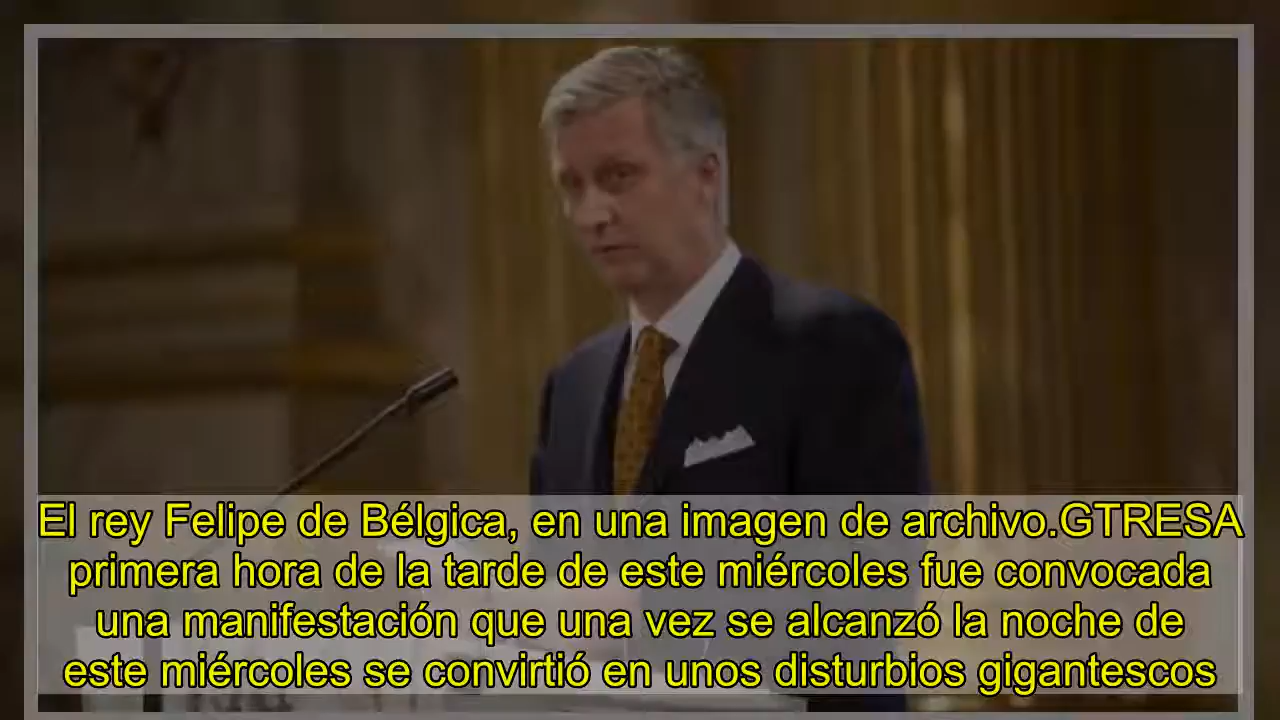 El rey Felipe de Bélgica, en una imagen de archivo.GTRESA
primera hora de la tarde de este miércoles fue convocada
una manifestación que una vez se alcanzó la noche de
este miércoles se convirtió en unos disturbios gigantescos